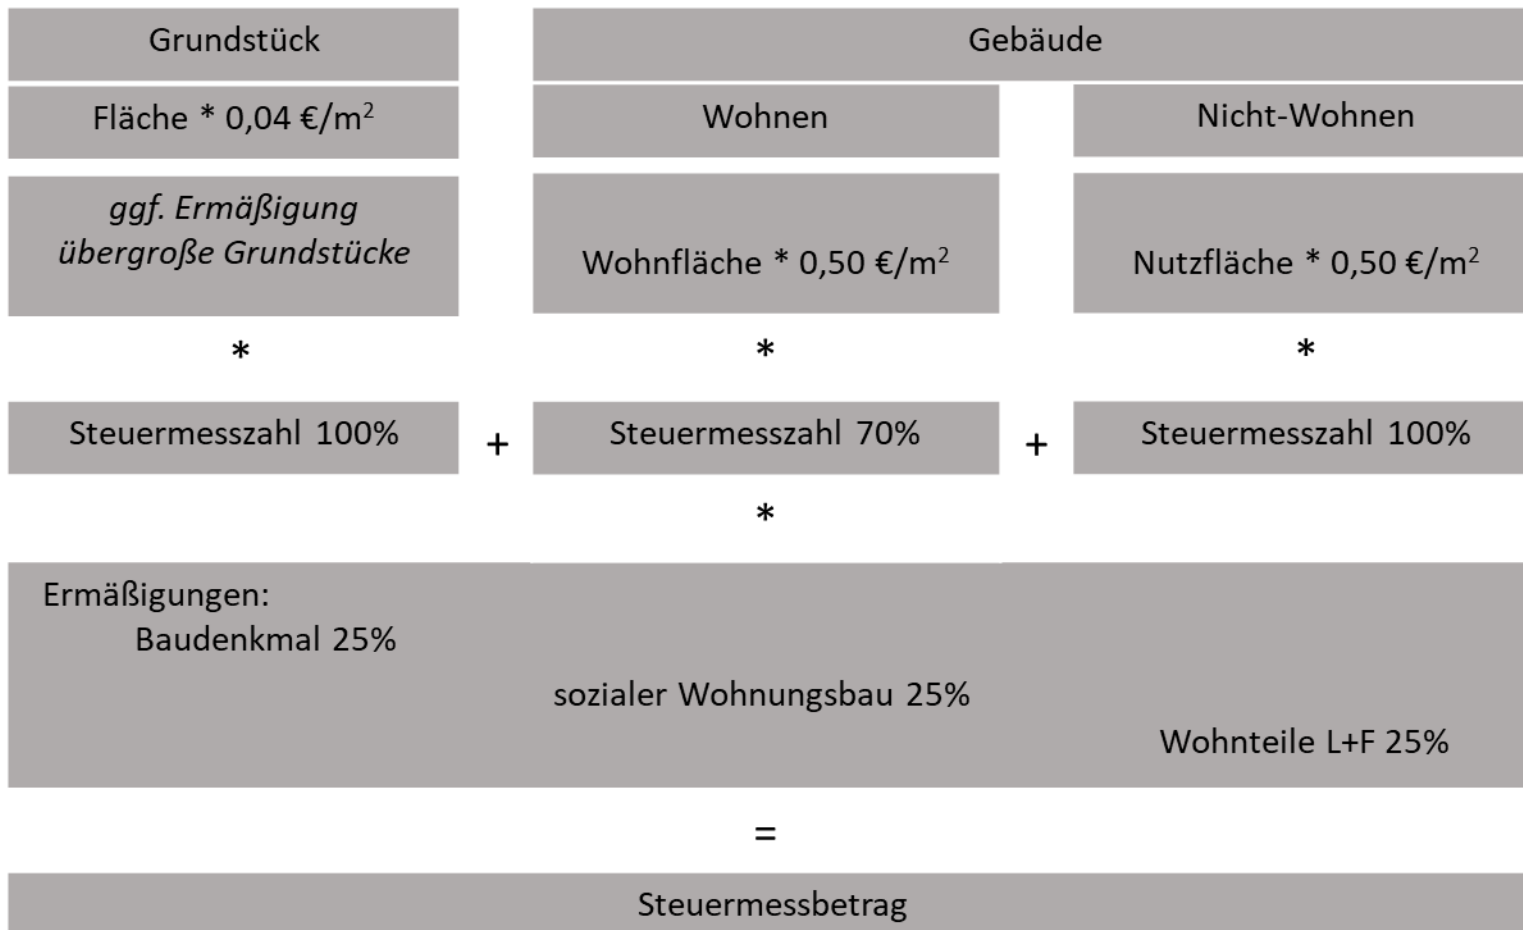 Grundstück
Gebäude
Fläche * 0,04 €/m²
Wohnen
Nicht-Wohnen
ggf. Ermäßigung
übergroße Grundstücke
Wohnfläche * 0,50 €/m²
Nutzfläche * 0,50 €/m²
*
*
*
Steuermesszahl 100%
+
Steuermesszahl 70%
+
Steuermesszahl 100%
*
Ermäßigungen:
Baudenkmal 25%
sozialer Wohnungsbau 25%
Wohnteile L+F 25%
=
Steuermessbetrag